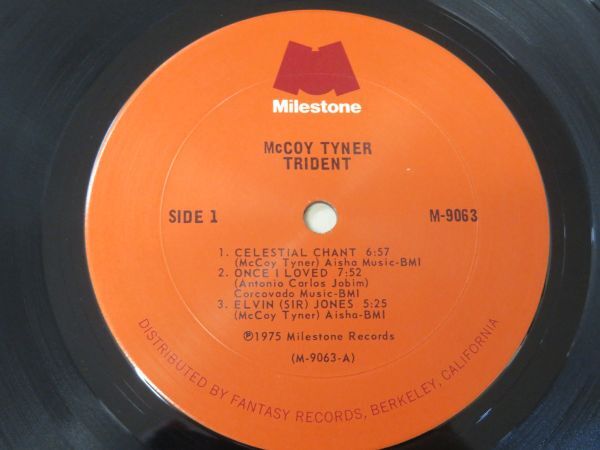 Milestone
McCOY TYNER
TRIDENT
SIDE 1
M-9063
1. CELESTIAL CHANT 6:57
(McCoy Tyner) Aisha Music-BMI
2. ONCE I LOVED 7:52
(Antonio Carlos Jobim)
Corcovado Music-BMI
3. ELVIN (SIR) JONES 5:25
(McCoy Tyner) Aisha-BMI
℗1975 Milestone Records
(M-9063-A)
DISTRIBUTED BY FANTASY RECORDS, BERKELEY, CALIFORNIA